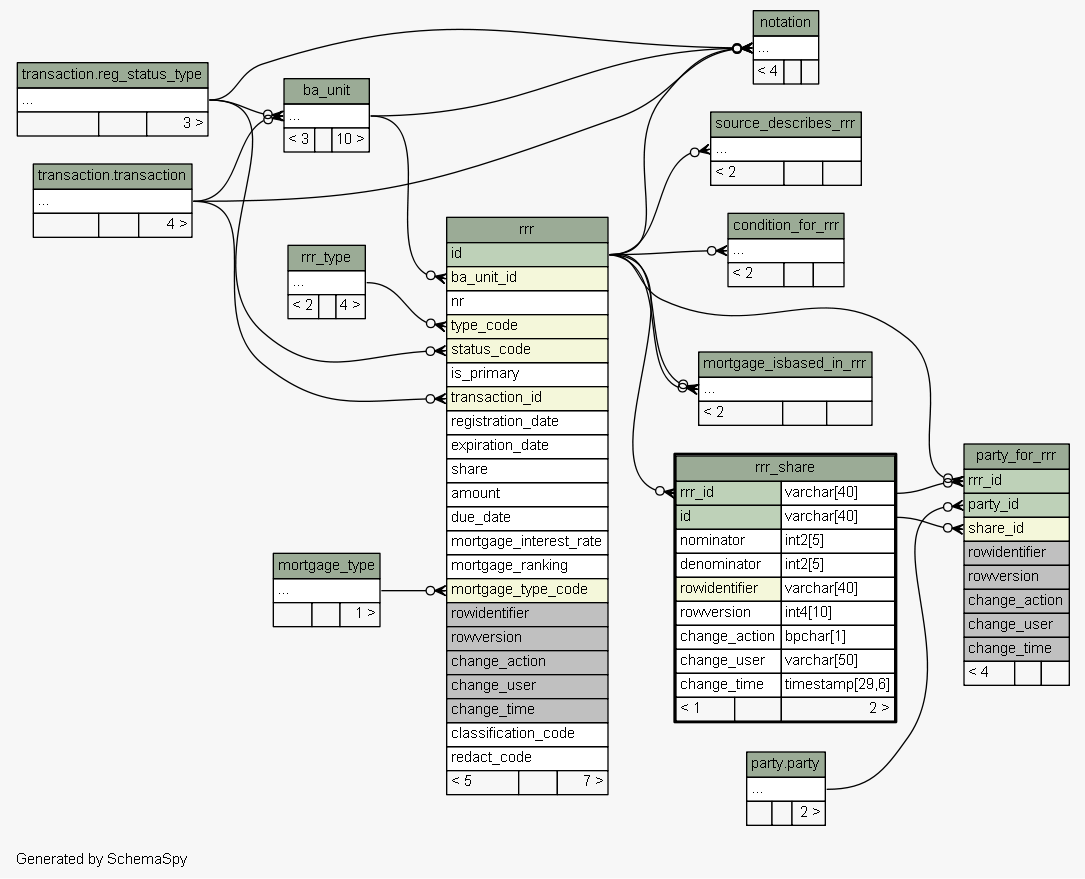 notation
...
< 4
transaction.reg_status_type
...
3 >
ba_unit
...
< 3 10 >
source_describes_rrr
...
< 2
transaction.transaction
...
4 >
condition_for_rrr
...
< 2
rrr_type
...
< 2 4 >
rrr
id
ba_unit_id
nr
type_code
status_code
is_primary
transaction_id
registration_date
expiration_date
share
amount
due_date
mortgage_interest_rate
mortgage_ranking
mortgage_type_code
rowidentifier
rowversion
change_action
change_user
change_time
classification_code
redact_code
< 5 7 >
mortgage_isbased_in_rrr
...
< 2
rrr_share
rrr_id varchar[40]
id varchar[40]
nominator int2[5]
denominator int2[5]
rowidentifier varchar[40]
rowversion int4[10]
change_action bpchar[1]
change_user varchar[50]
change_time timestamp[29,6]
< 1 2 >
party_for_rrr
rrr_id
party_id
share_id
rowidentifier
rowversion
change_action
change_user
change_time
< 4
mortgage_type
...
1 >
party.party
...
2 >
Generated by SchemaSpy